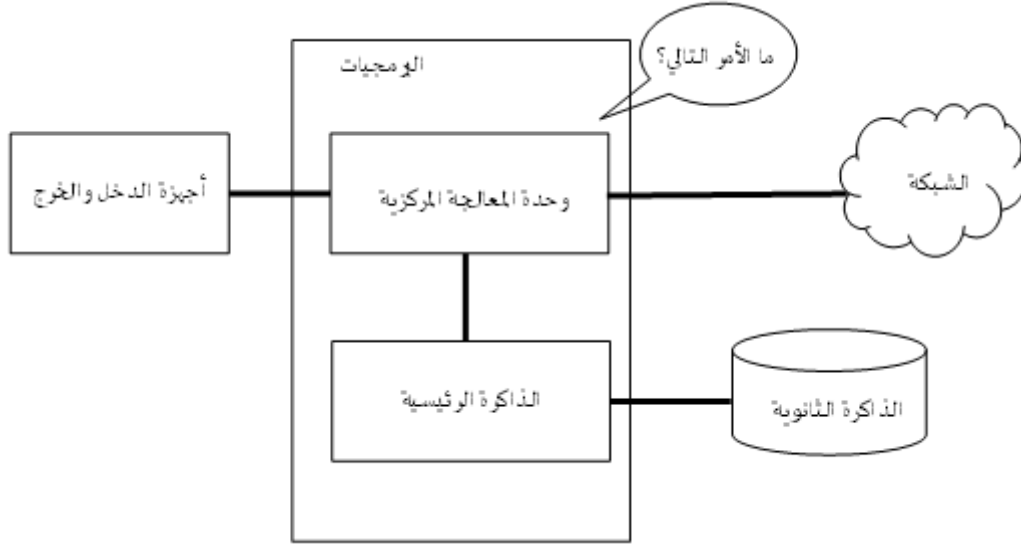 ما الأمر التالي؟
البرمجيات
أجهزة الدخل والخرج
وحدة المعالجة المركزية
الشبكة
الذاكرة الرئيسية
الذاكرة الثانوية